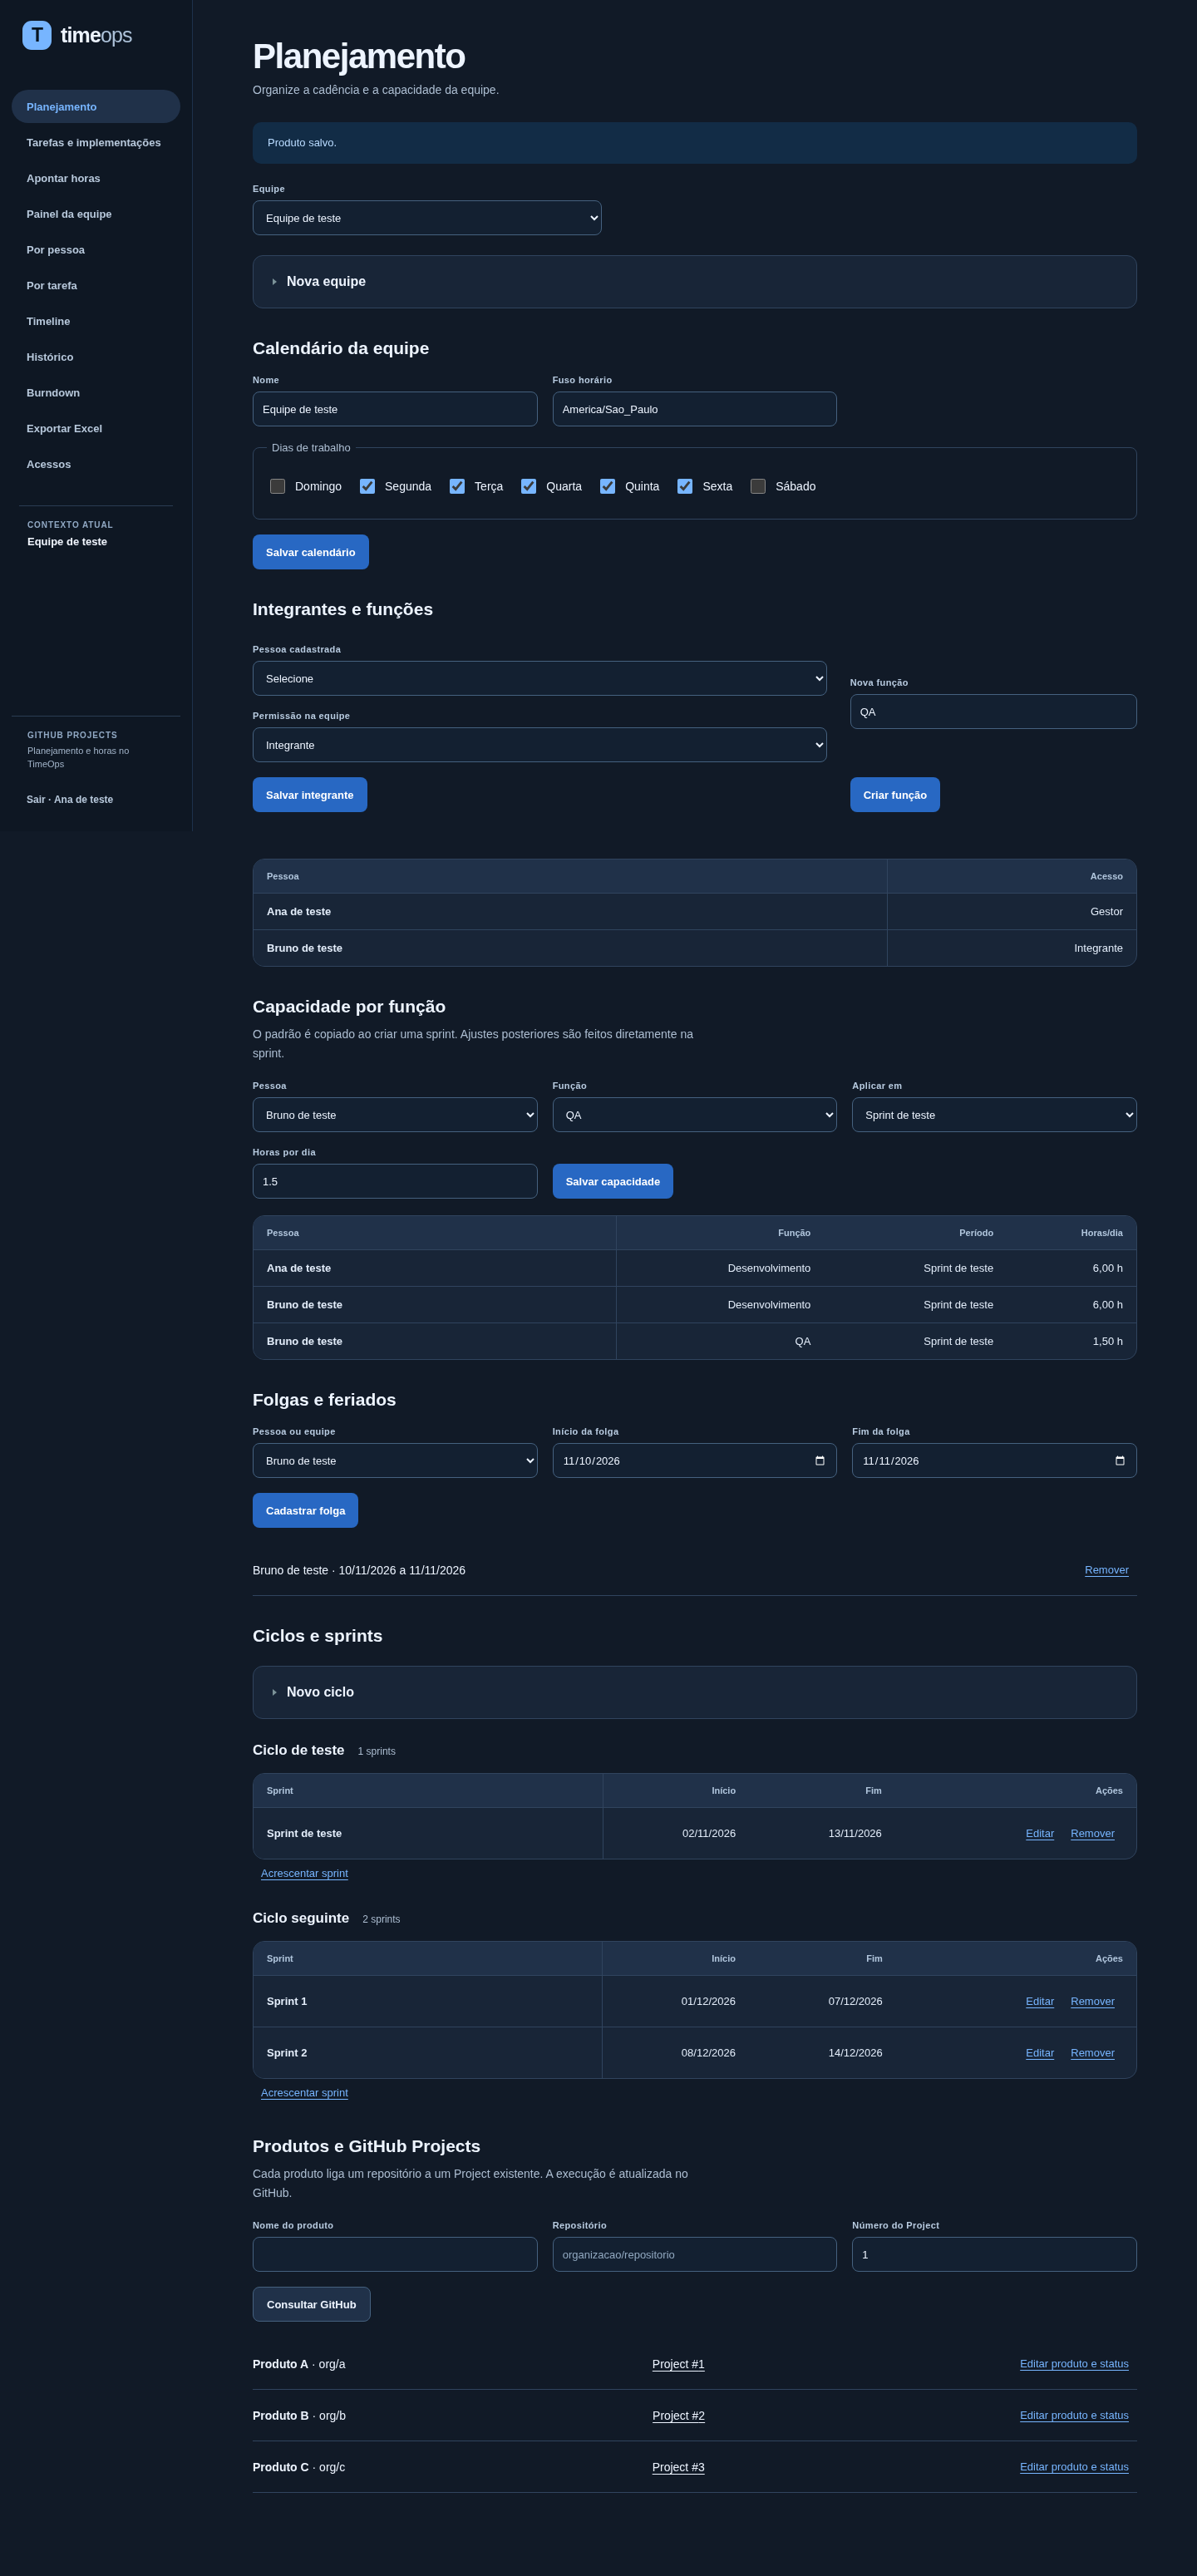 T timeops
Planejamento
Tarefas e implementações
Apontar horas
Painel da equipe
Por pessoa
Por tarefa
Timeline
Histórico
Burndown
Exportar Excel
Acessos
CONTEXTO ATUAL
Equipe de teste
GITHUB PROJECTS
Planejamento e horas no
TimeOps
Sair · Ana de teste
Planejamento
Organize a cadência e a capacidade da equipe.
Produto salvo.
Equipe
Equipe de teste
Nova equipe
Calendário da equipe
Nome Fuso horário
Equipe de teste America/Sao_Paulo
Dias de trabalho
Domingo Segunda Terça Quarta Quinta Sexta Sábado
Salvar calendário
Integrantes e funções
Pessoa cadastrada
Selecione
Permissão na equipe
Integrante
Salvar integrante
Nova função
QA
Criar função
Pessoa Acesso
Ana de teste Gestor
Bruno de teste Integrante
Capacidade por função
O padrão é copiado ao criar uma sprint. Ajustes posteriores são feitos diretamente na
sprint.
Pessoa Função Aplicar em
Bruno de teste QA Sprint de teste
Horas por dia
1.5 Salvar capacidade
Pessoa Função Período Horas/dia
Ana de teste Desenvolvimento Sprint de teste 6,00 h
Bruno de teste Desenvolvimento Sprint de teste 6,00 h
Bruno de teste QA Sprint de teste 1,50 h
Folgas e feriados
Pessoa ou equipe Início da folga Fim da folga
Bruno de teste 11/10/2026 11/11/2026
Cadastrar folga
Bruno de teste · 10/11/2026 a 11/11/2026 Remover
Ciclos e sprints
Novo ciclo
Ciclo de teste 1 sprints
Sprint Início Fim Ações
Sprint de teste 02/11/2026 13/11/2026 Editar Remover
Acrescentar sprint
Ciclo seguinte 2 sprints
Sprint Início Fim Ações
Sprint 1 01/12/2026 07/12/2026 Editar Remover
Sprint 2 08/12/2026 14/12/2026 Editar Remover
Acrescentar sprint
Produtos e GitHub Projects
Cada produto liga um repositório a um Project existente. A execução é atualizada no
GitHub.
Nome do produto Repositório Número do Project
organizacao/repositorio 1
Consultar GitHub
Produto A · org/a Project #1 Editar produto e status
Produto B · org/b Project #2 Editar produto e status
Produto C · org/c Project #3 Editar produto e status